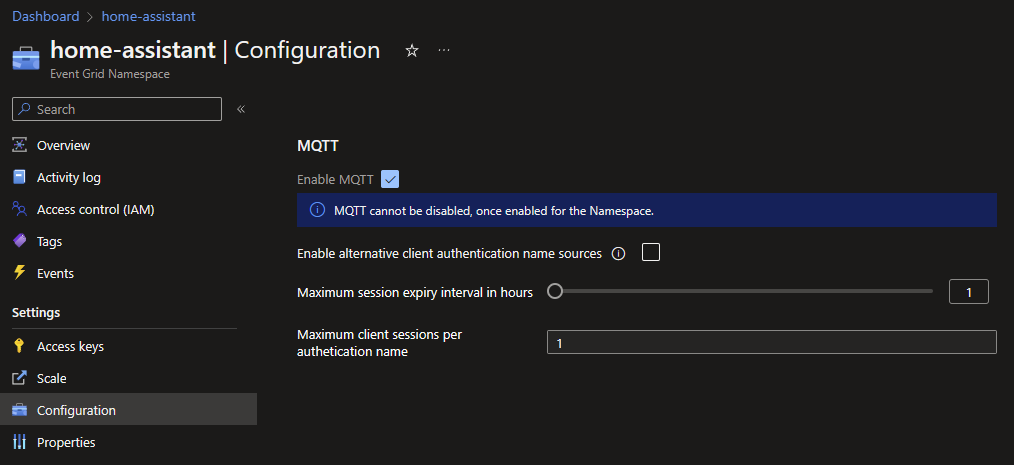 Dashboard > home-assistant
home-assistant | Configuration
Event Grid Namespace
Search
Overview
Activity log
Access control (IAM)
Tags
Events
Settings
Access keys
Scale
Configuration
Properties
MQTT
Enable MQTT
MQTT cannot be disabled, once enabled for the Namespace.
Enable alternative client authentication name sources
Maximum session expiry interval in hours 1
Maximum client sessions per
authetication name
1